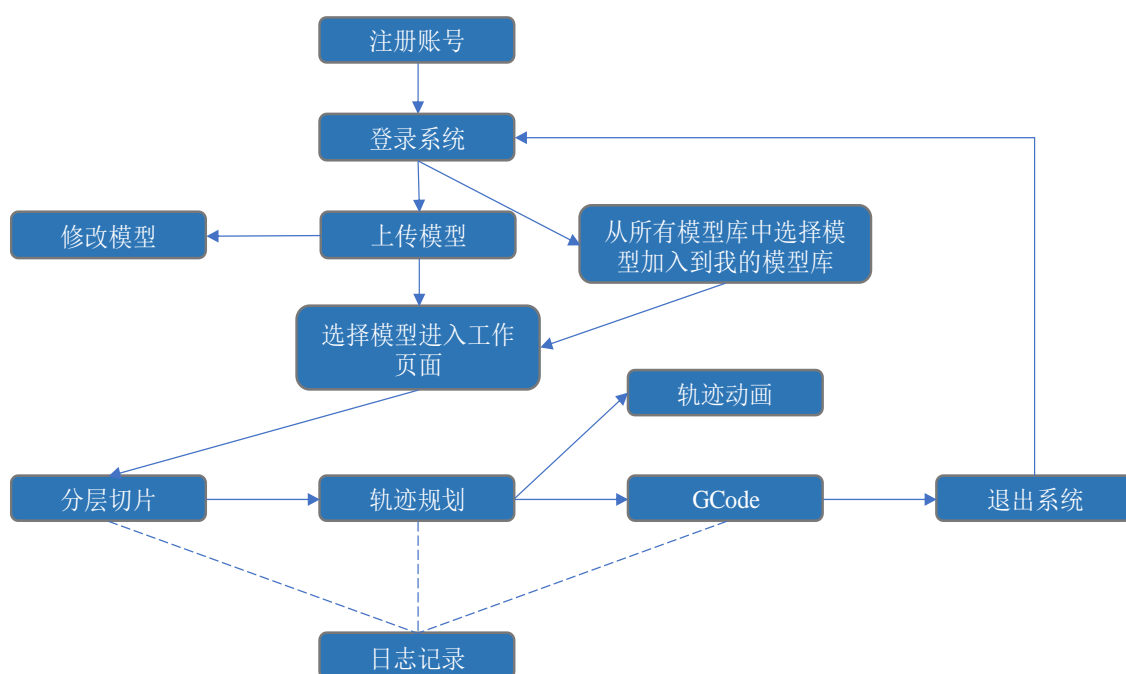 注册账号
登录系统
修改模型
上传模型
从所有模型库中选择模
型加入到我的模型库
选择模型进入工作
页面
轨迹动画
分层切片
轨迹规划
GCode
退出系统
日志记录